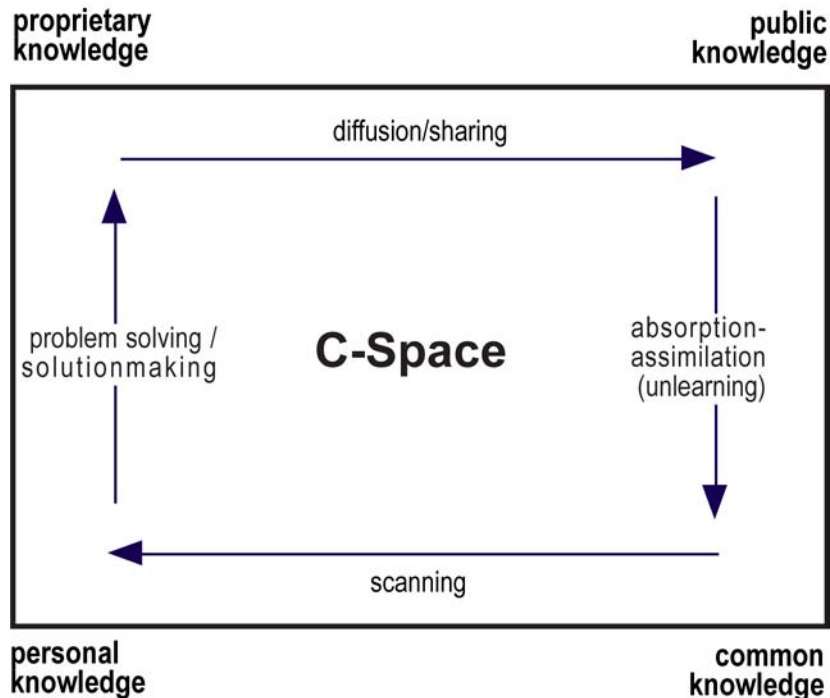 proprietary
knowledge
public
knowledge
diffusion/sharing
problem solving /
solutionmaking
C-Space
absorption-
assimilation
(unlearning)
scanning
personal
knowledge
common
knowledge